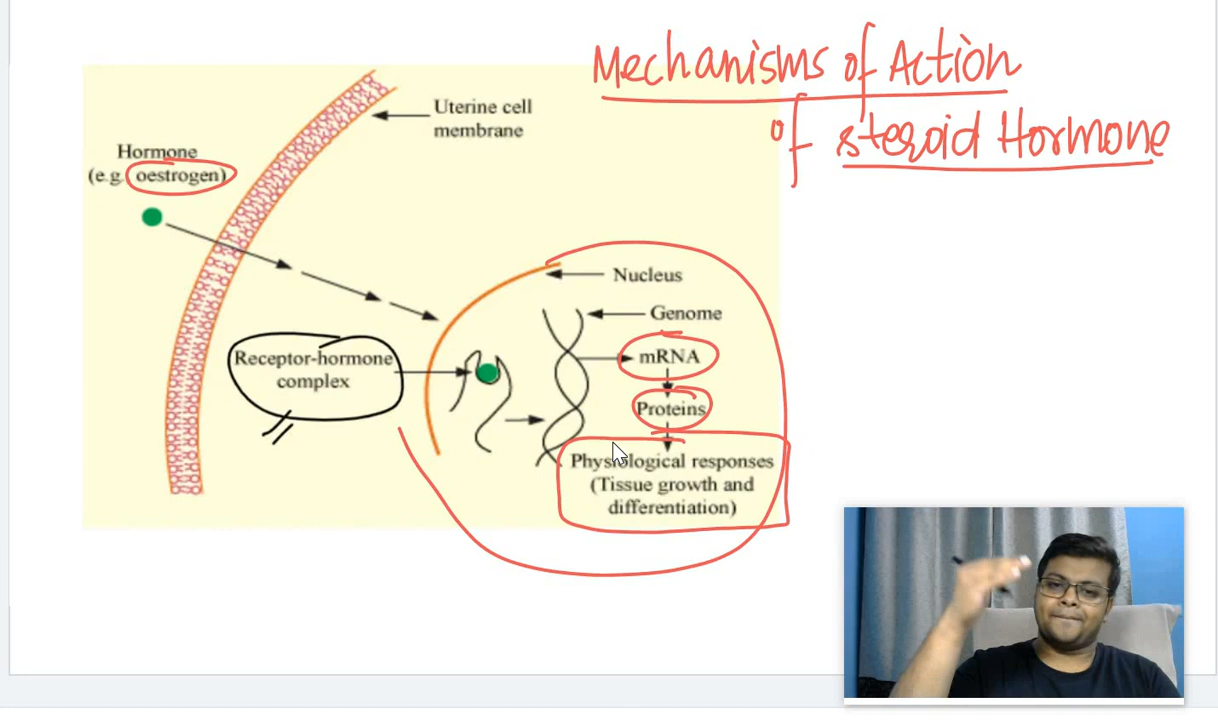 Mechanisms of Action
of steroid Hormone
Uterine cell
membrane
Hormone
(e.g. oestrogen)
Nucleus
Genome
Receptor-hormone
complex
mRNA
Proteins
Physiological responses
(Tissue growth and
differentiation)